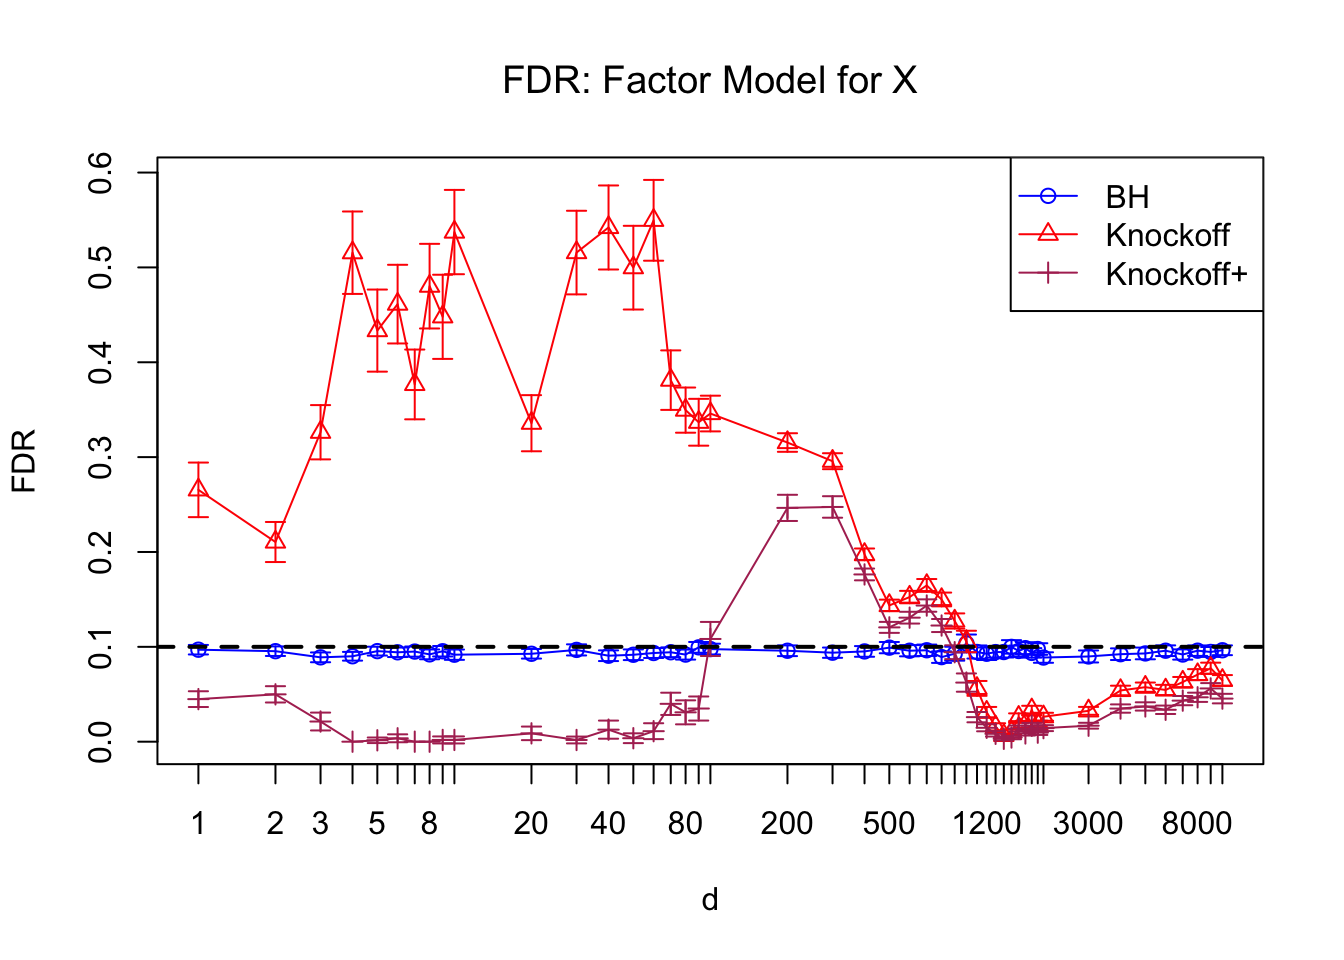 FDR: Factor Model for X
BH
Knockoff
Knockoff+
FDR
0.6
0.5
0.4
0.3
0.2
0.1
0.0
1 2 3 5 8 20 40 80 200 500 1200 3000 8000
d